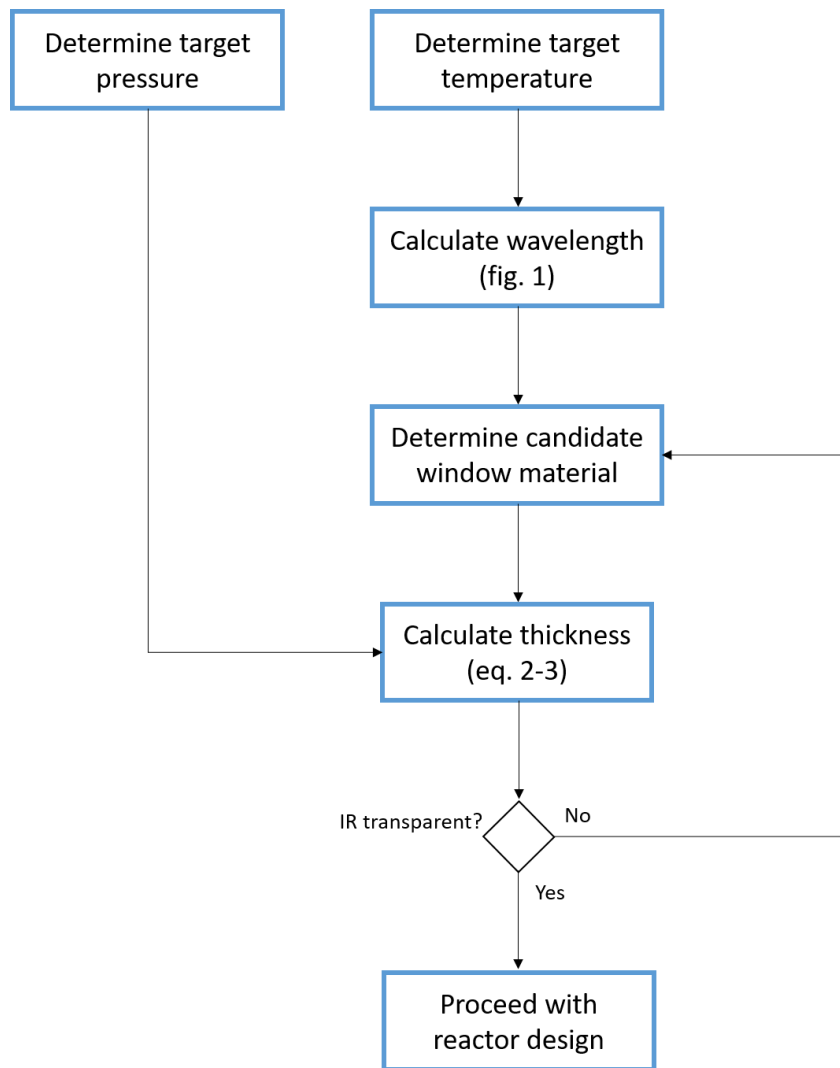 Determine target
pressure
Determine target
temperature
Calculate wavelength
(fig. 1)
Determine candidate
window material
Calculate thickness
(eq. 2-3)
IR transparent?
No
Yes
Proceed with
reactor design